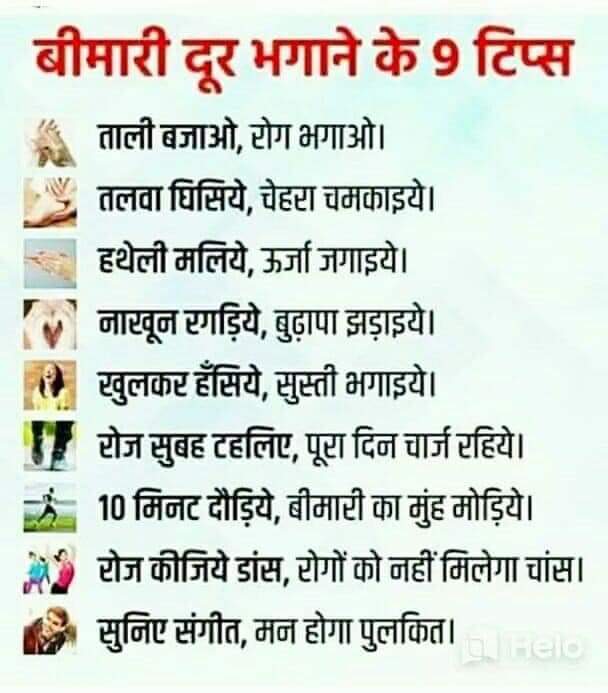 बीमारी दूर भगाने के 9 टिप्स
ताली बजाओ, रोग भगाओ।
तलवा घिसिये, चेहरा चमकाइये।
हथेली मलिये, ऊर्जा जगाइये।
नाखून रगड़िये, बुढ़ापा झड़ाइये।
खुलकर हँसिये, सुस्ती भगाइये।
रोज सुबह टहलिए, पूरा दिन चार्ज रहिये।
10 मिनट दौड़िये, बीमारी का मुंह मोड़िये।
रोज कीजिये डांस, रोगों को नहीं मिलेगा चांस।
सुनिए संगीत, मन होगा पुलकित।
Helo